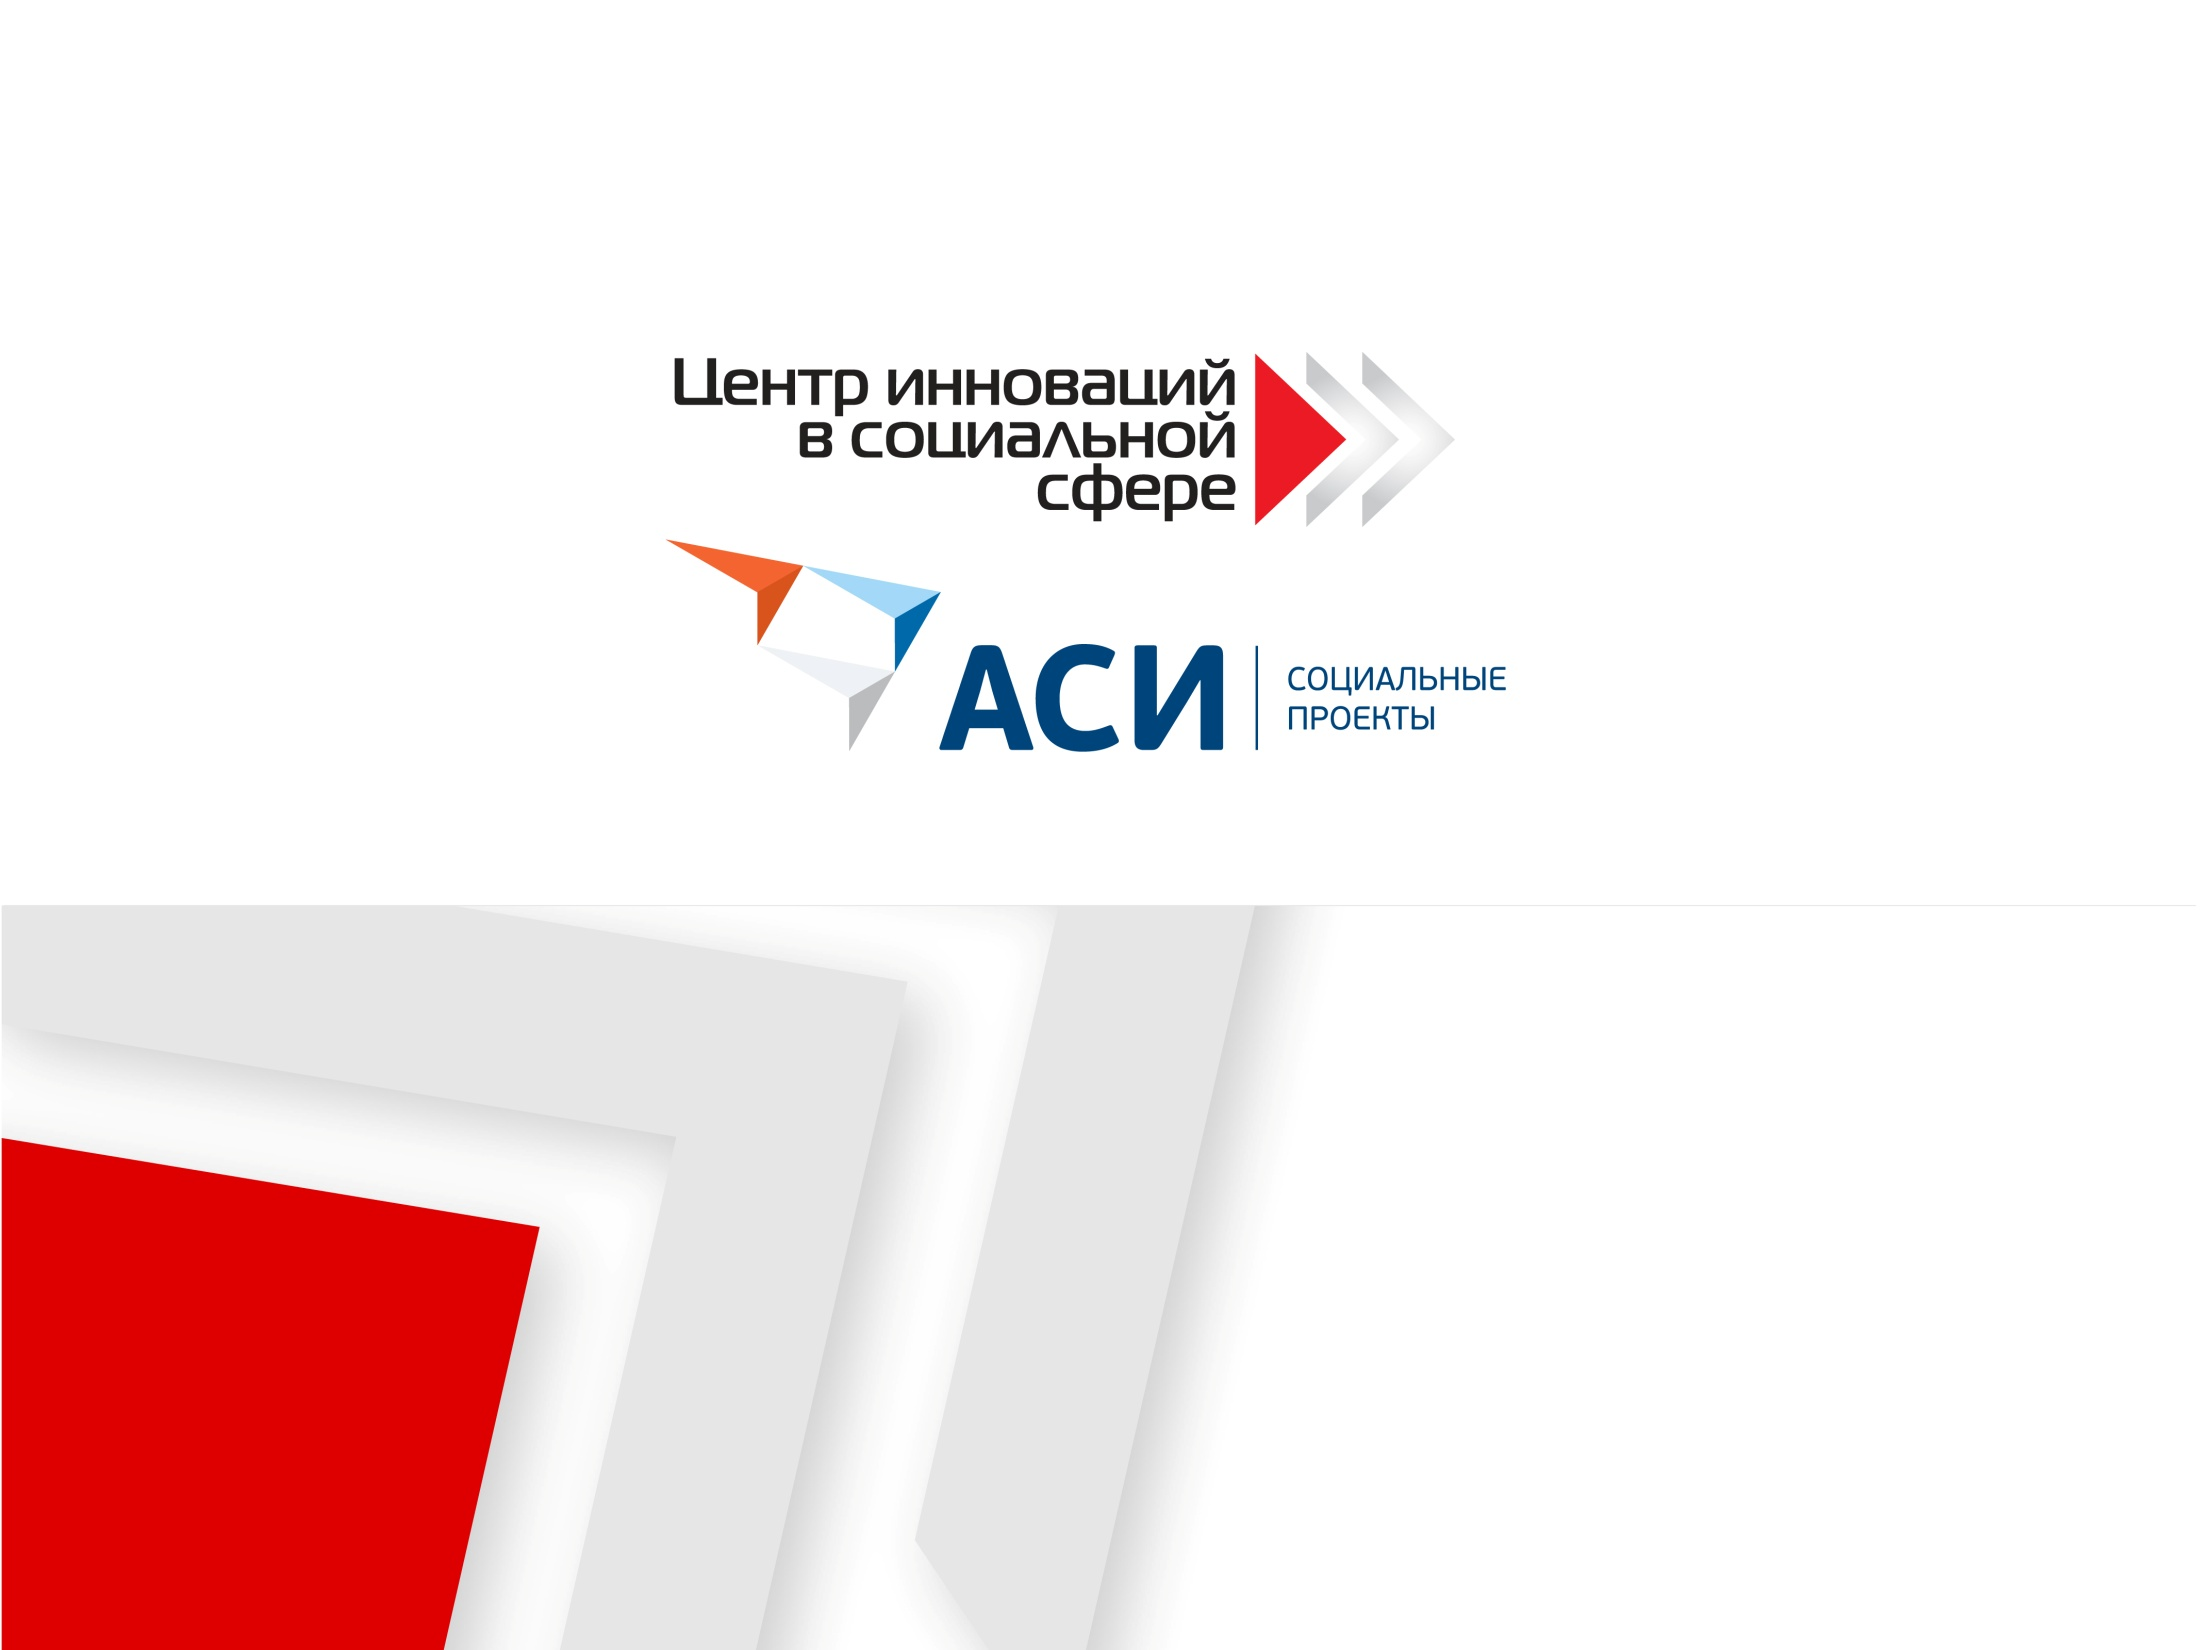 Центр инноваций
в социальной
сфере
АСИ
СОЦИАЛЬНЫЕ
ПРОЕКТЫ